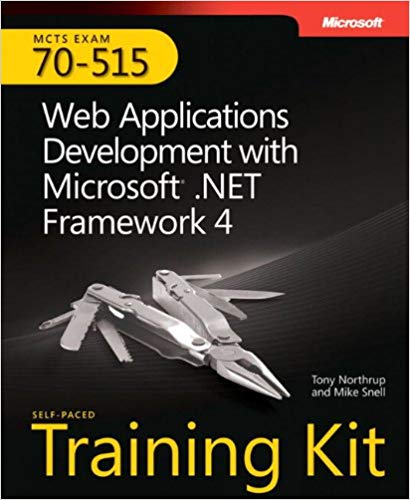 MCTS EXAM
70-515
Microsoft
Web Applications
Development with
Microsoft® .NET
Framework 4
Tony Northrup
and Mike Snell
SELF-PACED
Training Kit